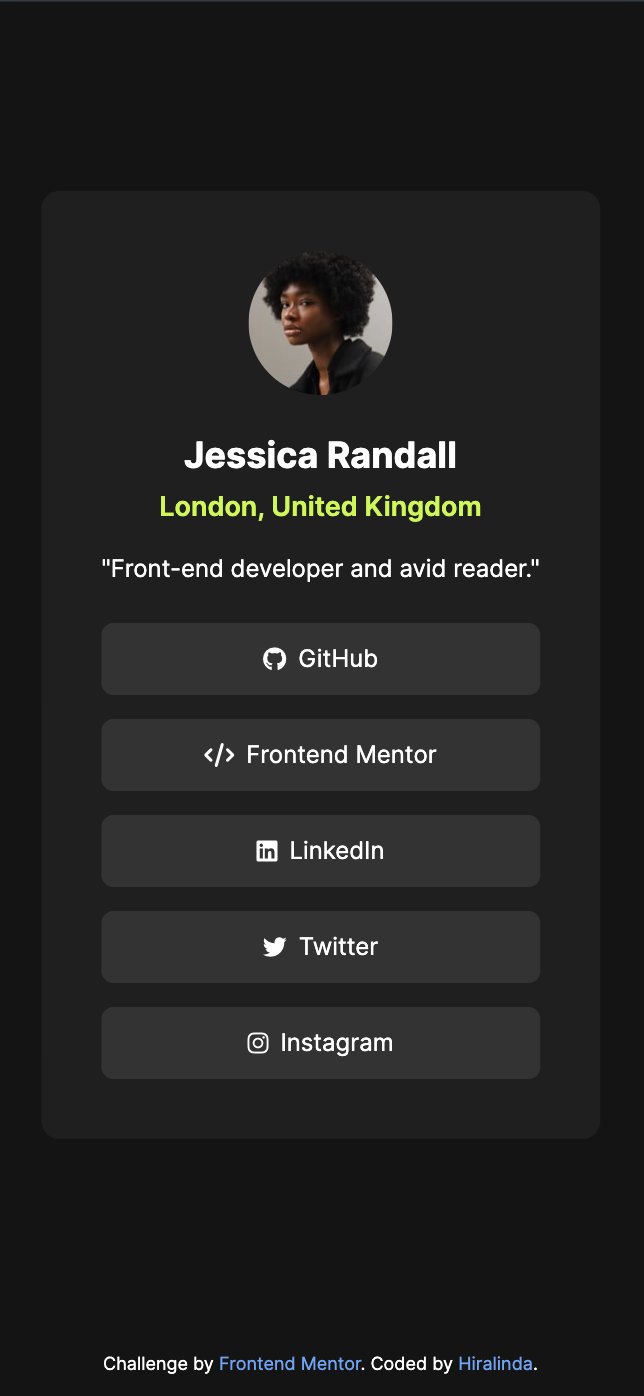 Jessica Randall
London, United Kingdom
"Front-end developer and avid reader."
GitHub
Frontend Mentor
LinkedIn
Twitter
Instagram
Challenge by Frontend Mentor. Coded by Hiralinda.